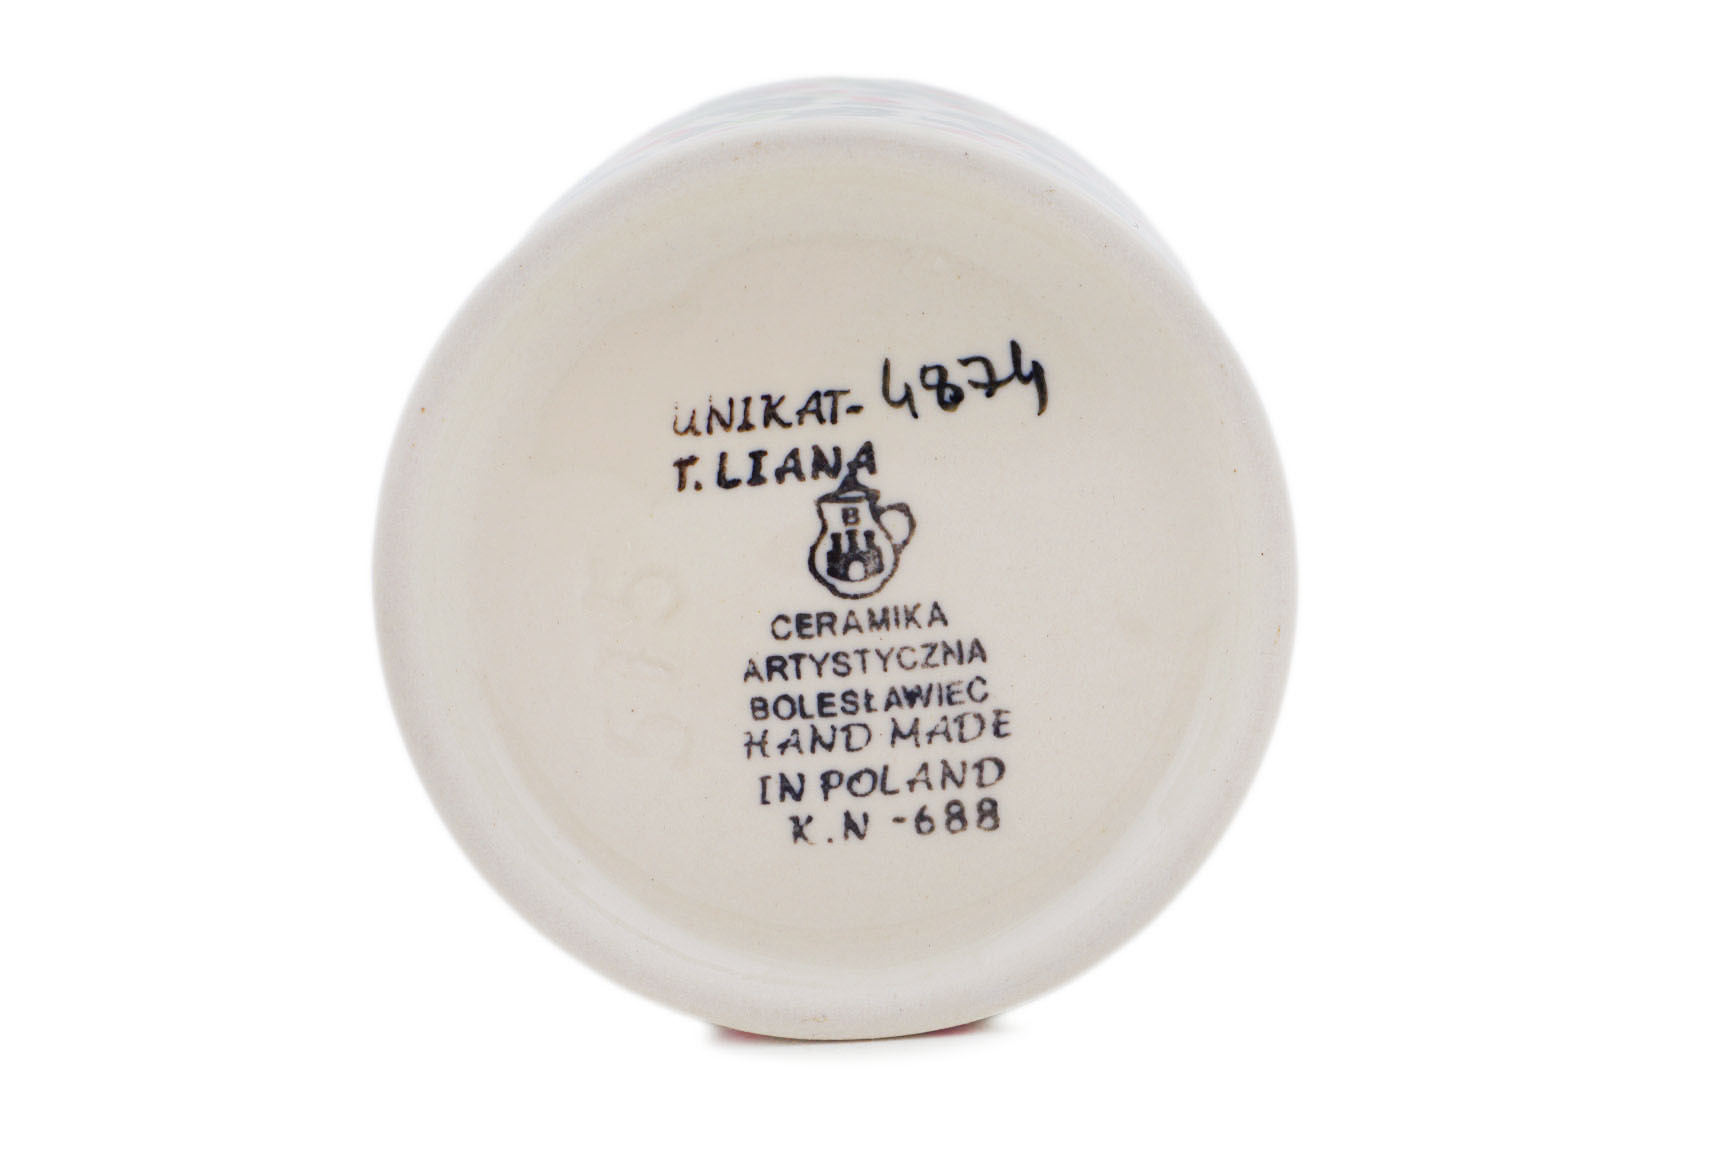 UNIKAT- 4874
T. LIANA
B
CERAMIKA
ARTYSTYCZNA
BOLESŁAWIEC
HAND MADE
IN POLAND
K.N -688